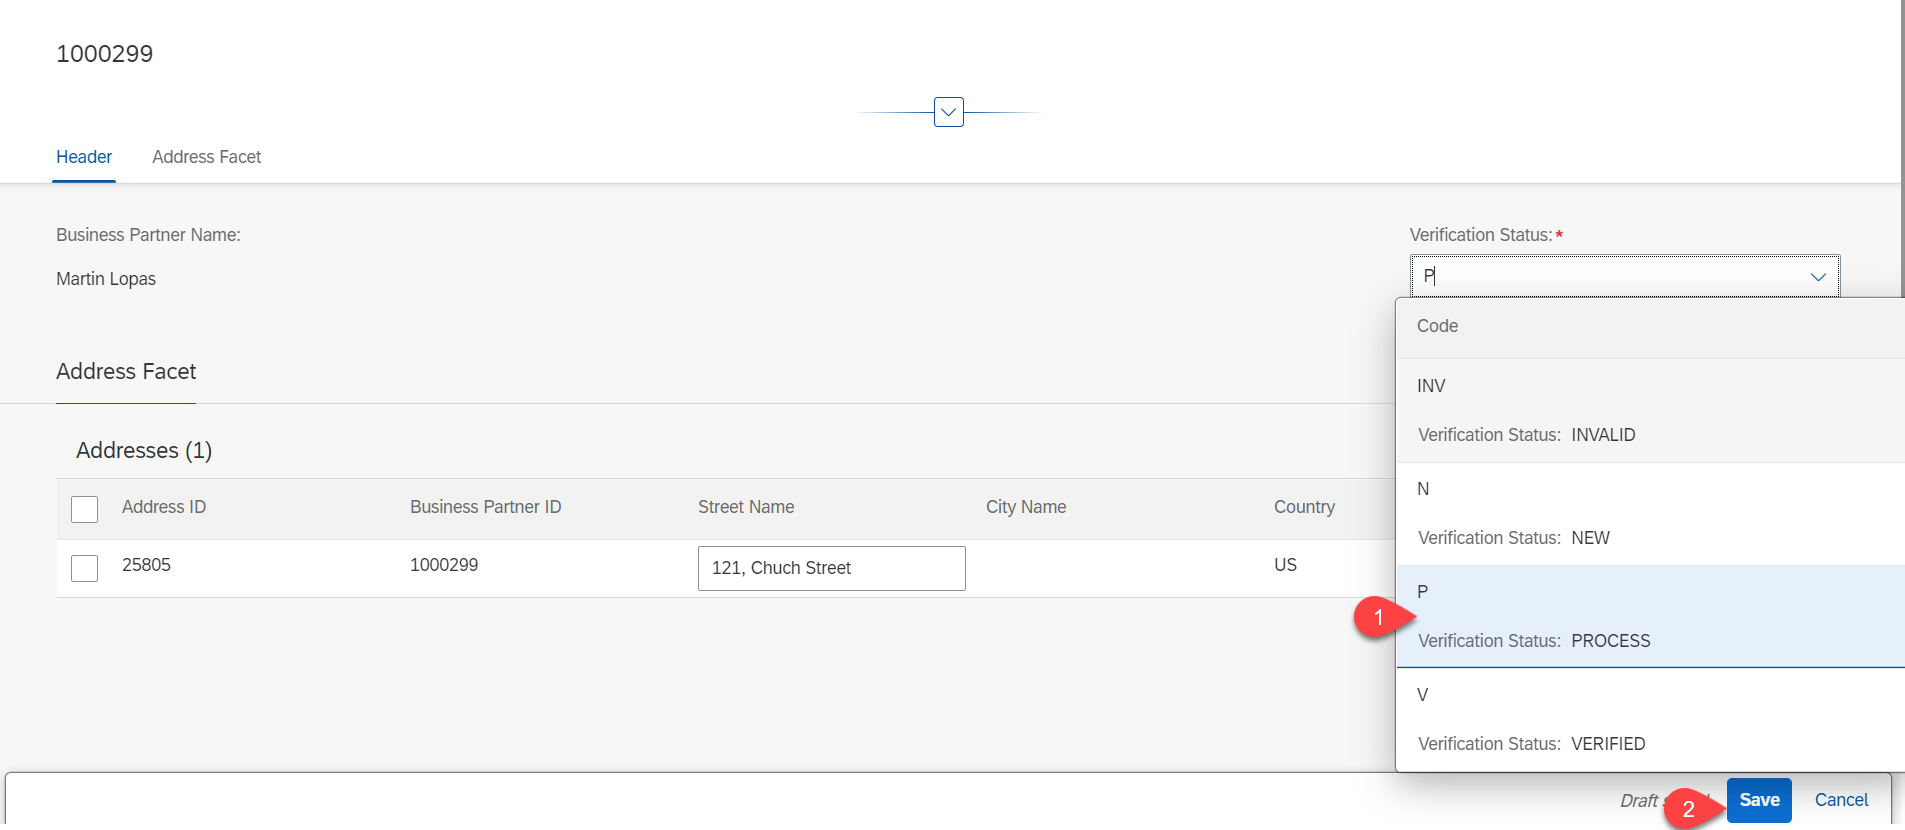 1000299
Header Address Facet
Business Partner Name:
Martin Lopas
Verification Status:*
P
Code
INV
Verification Status: INVALID
N
Verification Status: NEW
P
Verification Status: PROCESS
V
Verification Status: VERIFIED
1
Address Facet
Addresses (1)
Address ID Business Partner ID Street Name City Name Country
25805 1000299 121, Chuch Street US
Draft
2
Save Cancel